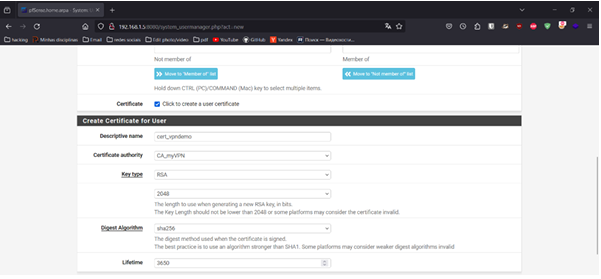 pfSense.home.arpa - System: U
192.168.1.5:8080/system_usermanager.php?act=new
hacking
Minhas disciplinas
Email
redes sociais
Edit photo/video
pdf
YouTube
GitHub
Yandex
Поиск — Видеохости...
Not member of
Member of
Move to 'Member of' list
Move to 'Not member of' list
Hold down CTRL (PC)/COMMAND (Mac) key to select multiple items.
Certificate
Click to create a user certificate
Create Certificate for User
Descriptive name
cert_vpndemo
Certificate authority
CA_myVPN
Key type
RSA
2048
The length to use when generating a new RSA key, in bits.
The Key Length should not be lower than 2048 or some platforms may consider the certificate invalid.
Digest Algorithm
sha256
The digest method used when the certificate is signed.
The best practice is to use an algorithm stronger than SHA1. Some platforms may consider weaker digest algorithms invalid
Lifetime
3650